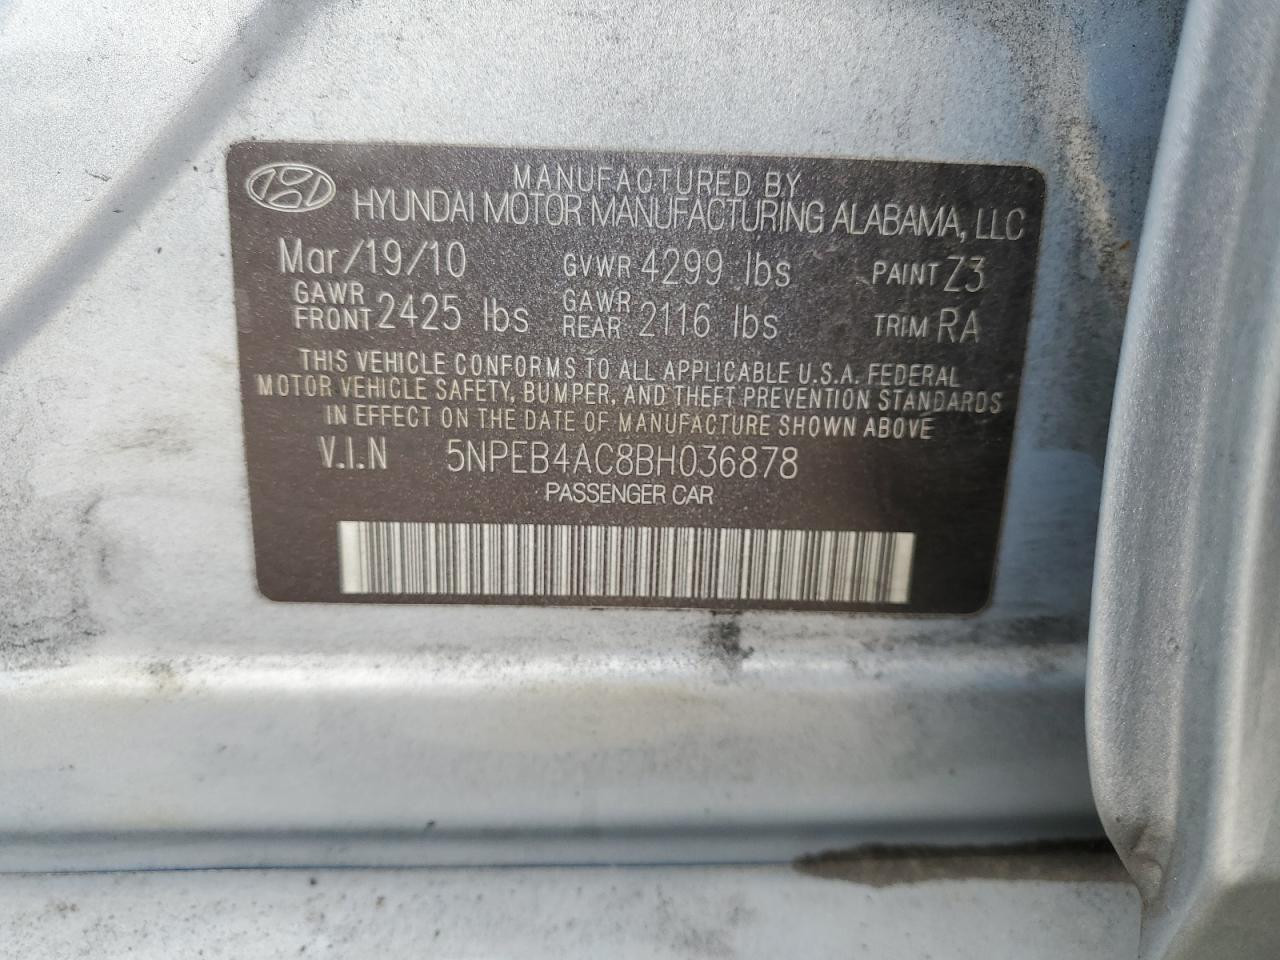 MANUFACTURED BY
HYUNDAI MOTOR MANUFACTURING ALABAMA, LLC
Mar/19/10 GVWR 4299 lbs PAINT Z3
GAWR FRONT 2425 lbs GAWR REAR 2116 lbs TRIM RA
THIS VEHICLE CONFORMS TO ALL APPLICABLE U.S.A. FEDERAL
MOTOR VEHICLE SAFETY, BUMPER, AND THEFT PREVENTION STANDARDS
IN EFFECT ON THE DATE OF MANUFACTURE SHOWN ABOVE
V.I.N 5NPEB4AC8BH036878
PASSENGER CAR